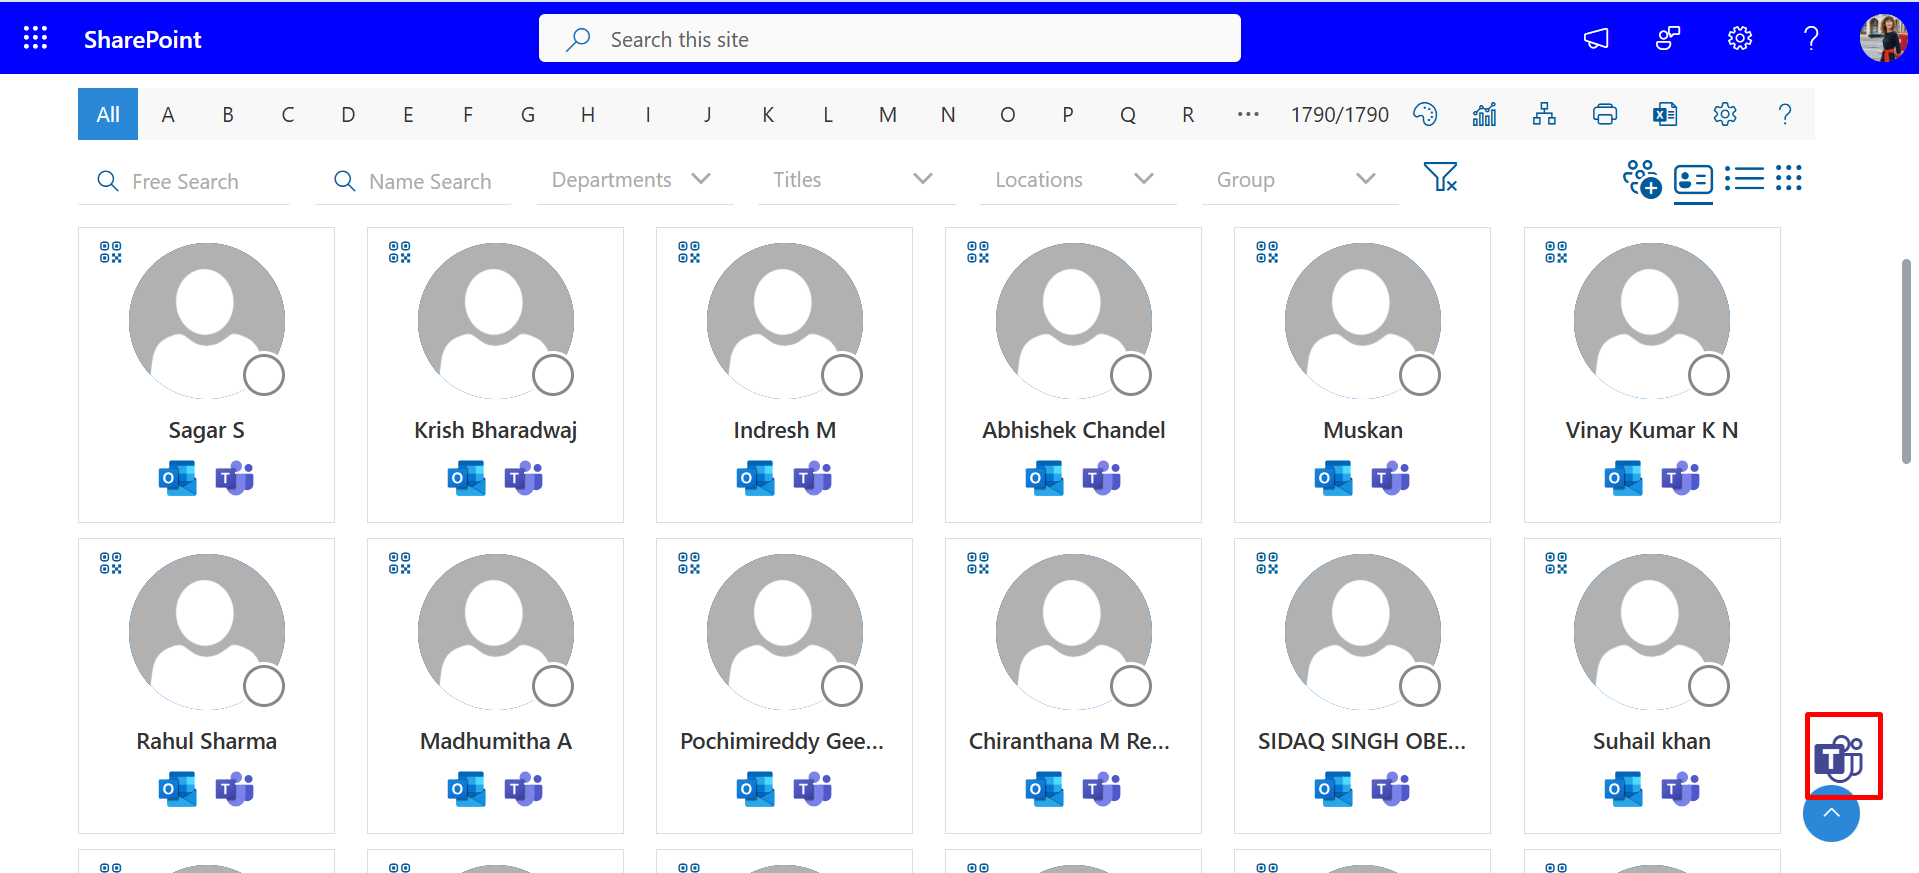 SharePoint
Search this site
All A B C D E F G H I J K L M N O P Q R ··· 1790/1790 ?
Free Search Name Search Departments Titles Locations Group
Sagar S Krish Bharadwaj Indresh M Abhishek Chandel Muskan Vinay Kumar K N
Rahul Sharma Madhumitha A Pochimireddy Gee... Chiranthana M Re... SIDAQ SINGH OBE... Suhail khan